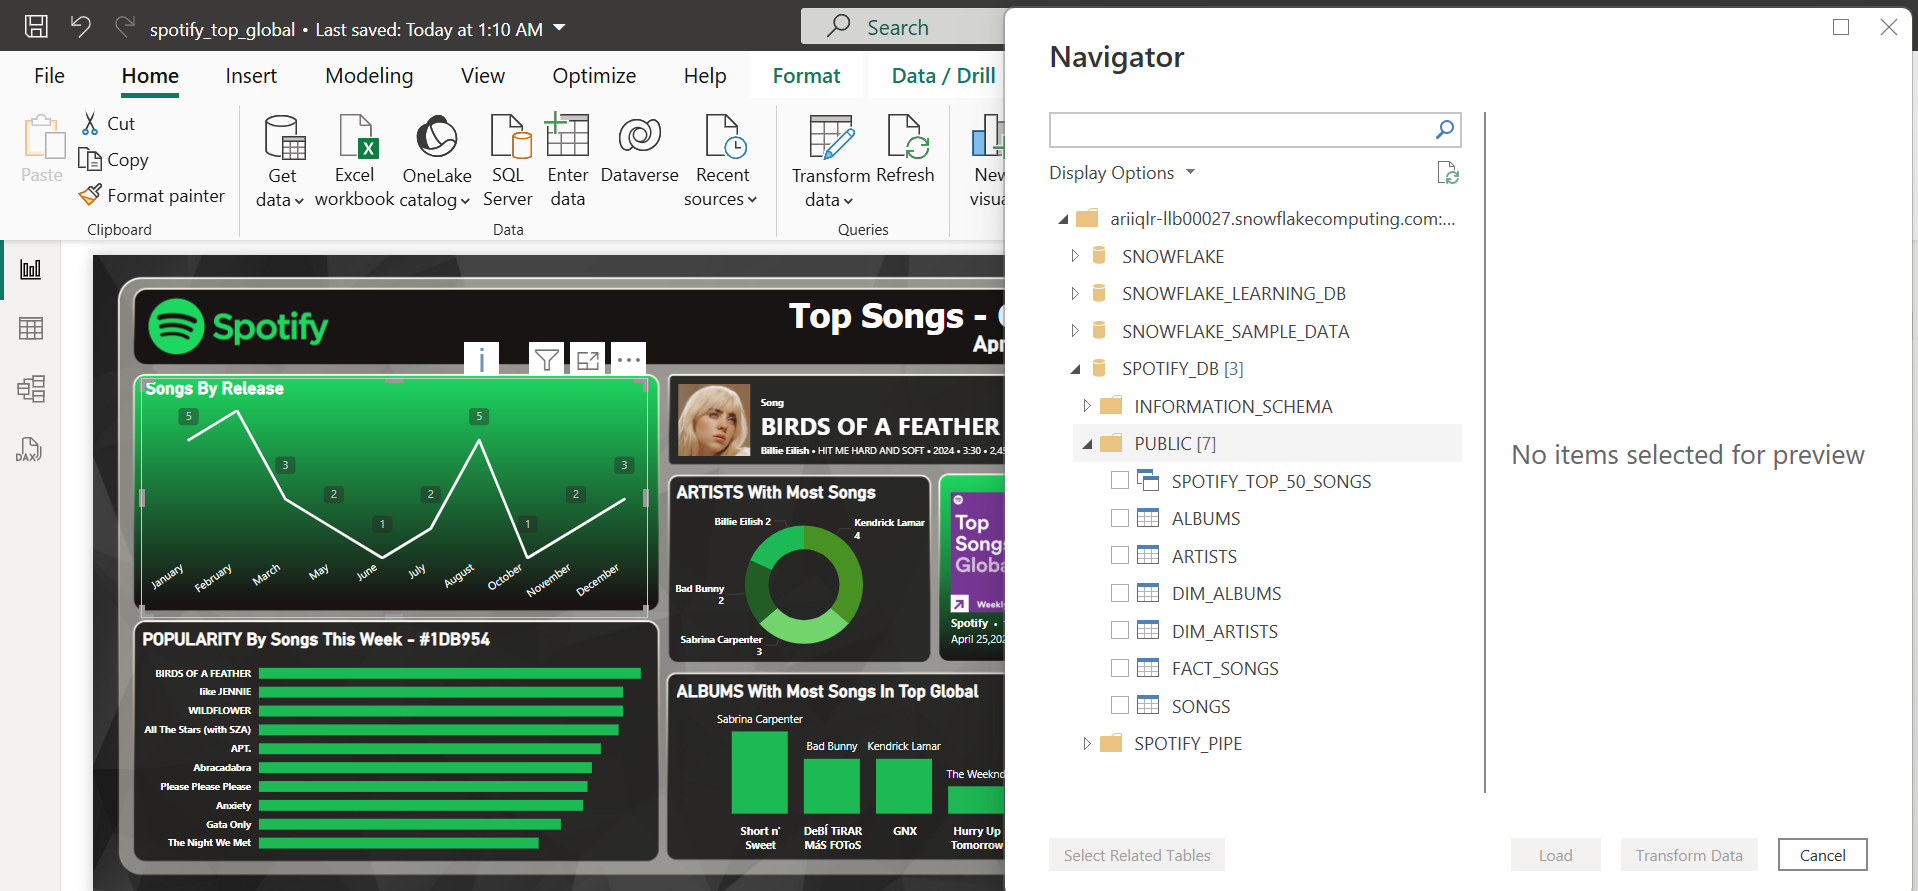 spotify_top_global • Last saved: Today at 1:10 AM
Search
File Home Insert Modeling View Optimize Help Format Data / Drill
Paste
Cut
Copy
Format painter
Clipboard
Get data
Excel workbook
OneLake catalog
SQL Server
Enter data
Dataverse
Recent sources
Data
Transform data
Refresh
Queries
New
visua
DAX
Spotify
Top Songs -
Apr
i
Songs By Release
5
3
2
1
2
5
1
2
3
January
February
March
May
June
July
August
October
November
December
Song
BIRDS OF A FEATHER
Billie Eilish • HIT ME HARD AND SOFT • 2024 • 3:30 • 2,45
ARTISTS With Most Songs
Billie Eilish 2
Kendrick Lamar
4
Bad Bunny
2
Sabrina Carpenter
3
Top
Songs
Global
Weekly
Spotify •
April 25,202
POPULARITY By Songs This Week - #1DB954
BIRDS OF A FEATHER
like JENNIE
WILDFLOWER
All The Stars (with SZA)
APT.
Abracadabra
Please Please Please
Anxiety
Gata Only
The Night We Met
ALBUMS With Most Songs In Top Global
Sabrina Carpenter
Bad Bunny
Kendrick Lamar
The Weeknd
Short n'
Sweet
DeBÍ TiRAR
MáS FOToS
GNX
Hurry Up
Tomorrow
Navigator
Display Options
ariiqlr-llb00027.snowflakecomputing.com:...
SNOWFLAKE
SNOWFLAKE_LEARNING_DB
SNOWFLAKE_SAMPLE_DATA
SPOTIFY_DB [3]
INFORMATION_SCHEMA
PUBLIC [7]
SPOTIFY_TOP_50_SONGS
ALBUMS
ARTISTS
DIM_ALBUMS
DIM_ARTISTS
FACT_SONGS
SONGS
SPOTIFY_PIPE
No items selected for preview
Select Related Tables
Load
Transform Data
Cancel